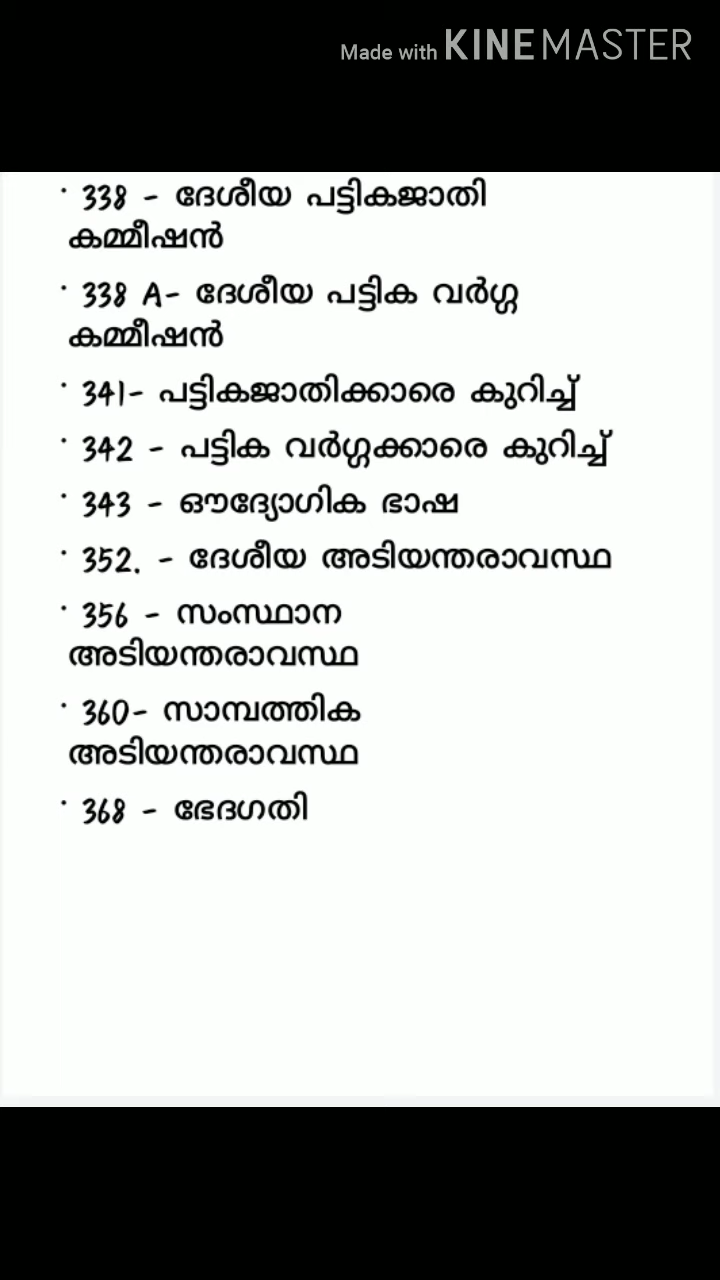 Made with KINEMASTER
· 338 - ദേശീയ പട്ടികജാതി
കമ്മീഷൻ
· 338 A- ദേശീയ പട്ടിക വർഗ്ഗ
കമ്മീഷൻ
· 341- പട്ടികജാതിക്കാരെ കുറിച്ച്
· 342 - പട്ടിക വർഗ്ഗക്കാരെ കുറിച്ച്
· 343 - ഔദ്യോഗിക ഭാഷ
· 352. - ദേശീയ അടിയന്തരാവസ്ഥ
· 356 - സംസ്ഥാന
അടിയന്തരാവസ്ഥ
· 360- സാമ്പത്തിക
അടിയന്തരാവസ്ഥ
· 368 - ഭേദഗതി